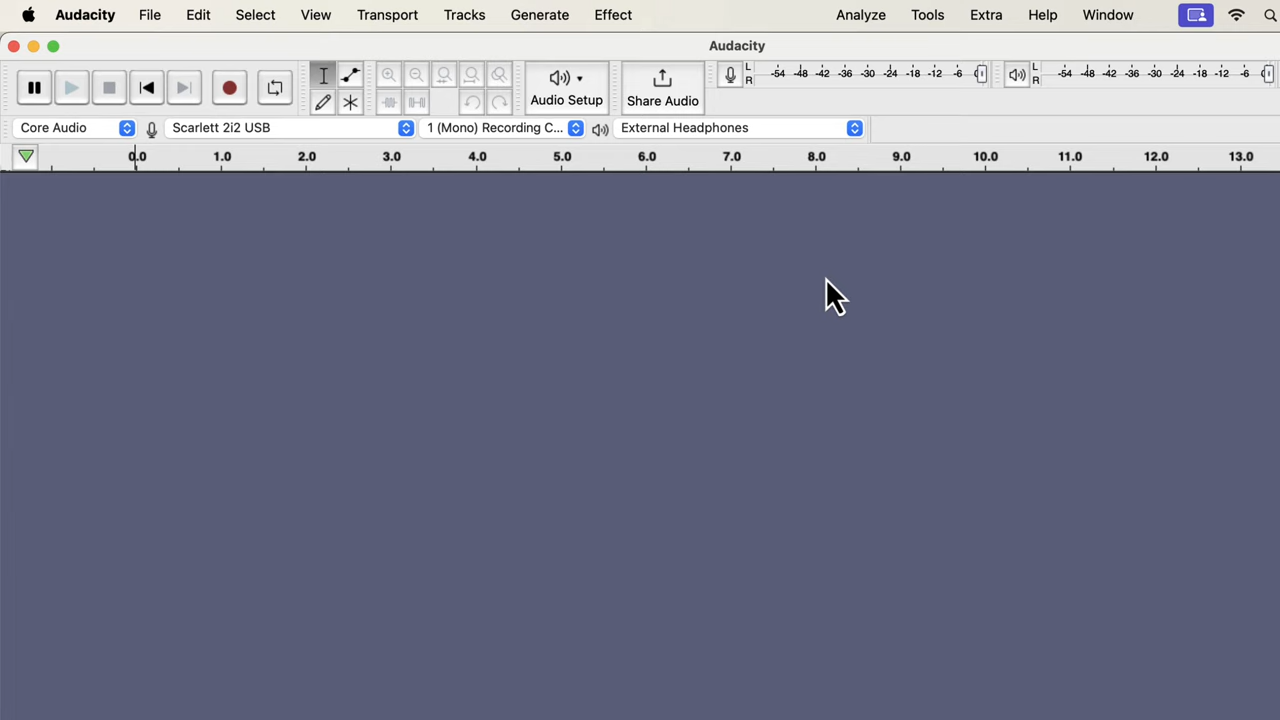 Audacity File Edit Select View Transport Tracks Generate Effect Analyze Tools Extra Help Window
Audacity
L -54 -48 -42 -36 -30 -24 -18 -12 -6 0 L -54 -48 -42 -36 -30 -24 -18 -12 -6 0
R R
Audio Setup Share Audio
Core Audio Scarlett 2i2 USB 1 (Mono) Recording C... External Headphones
0.0 1.0 2.0 3.0 4.0 5.0 6.0 7.0 8.0 9.0 10.0 11.0 12.0 13.0